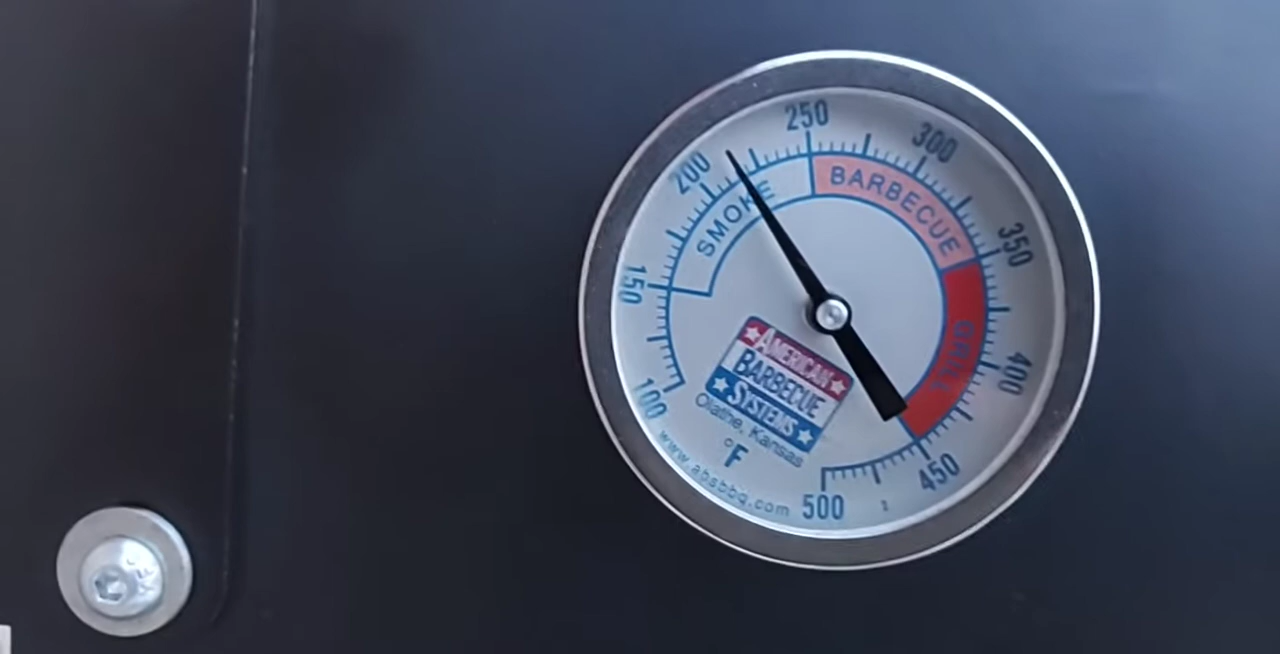 100
150
200
250
300
350
400
450
500
SMOKE
BARBECUE
GRILL
AMERICAN
BARBECUE
SYSTEMS
Olathe, Kansas
°F
www.absbbq.com